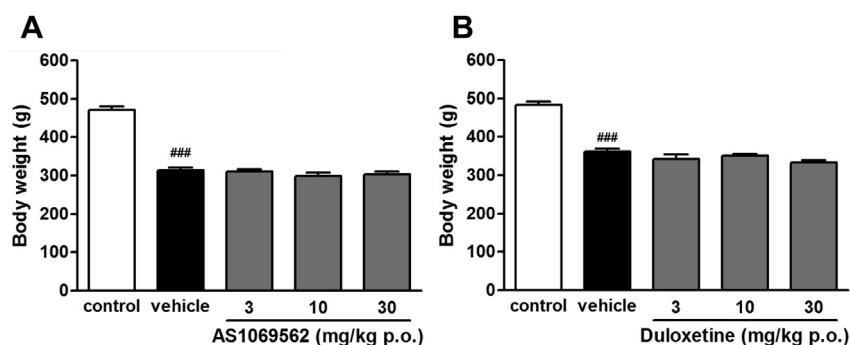 A
Body weight (g)
600
500
400
300
200
100
0
###
control vehicle 3 10 30
AS1069562 (mg/kg p.o.)
B
Body weight (g)
600
500
400
300
200
100
0
###
control vehicle 3 10 30
Duloxetine (mg/kg p.o.)